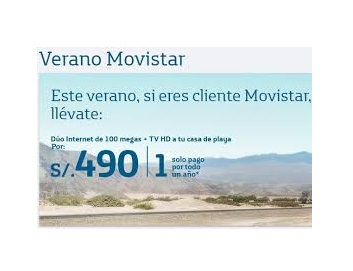 Verano Movistar
Este verano, si eres cliente Movistar,
llévate:
Dúo Internet de 100 megas + TV HD a tu casa de playa
Por:
S/.490 1 solo pago
por todo
un año*